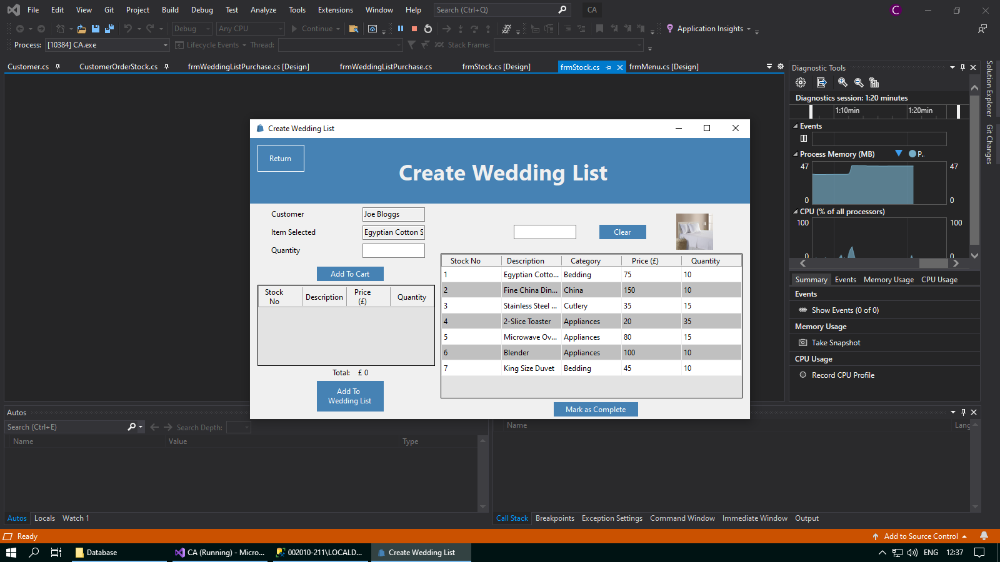 File Edit View Git Project Build Debug Test Analyze Tools Extensions Window Help Search (Ctrl+Q) CA C
Debug Any CPU Continue Application Insights
Process: [10384] CA.exe Lifecycle Events Thread: Stack Frame:
Customer.cs CustomerOrderStock.cs frmWeddingListPurchase.cs [Design] frmWeddingListPurchase.cs frmStock.cs [Design] frmStock.cs frmMenu.cs [Design]
Create Wedding List
Return
Create Wedding List
Customer Joe Bloggs
Item Selected Egyptian Cotton S
Quantity
Clear
Add To Cart
Stock No Description Price (£) Quantity
Total: £ 0
Add To Wedding List
Stock No Description Category Price (£) Quantity
1 Egyptian Cotto... Bedding 75 10
2 Fine China Din... China 150 10
3 Stainless Steel ... Cutlery 35 15
4 2-Slice Toaster Appliances 20 35
5 Microwave Ov... Appliances 80 15
6 Blender Appliances 100 10
7 King Size Duvet Bedding 45 10
Mark as Complete
Diagnostic Tools
Diagnostics session: 1:20 minutes
1:10min 1:20min
Events
Process Memory (MB) P..
47 47
0 0
CPU (% of all processors)
100 100
0 0
Summary Events Memory Usage CPU Usage
Events
Show Events (0 of 0)
Memory Usage
Take Snapshot
CPU Usage
Record CPU Profile
Solution Explorer
Git Changes
Autos
Search (Ctrl+E) Search Depth:
Name Value Type
Name Lang
Autos Locals Watch 1
Call Stack Breakpoints Exception Settings Command Window Immediate Window Output
Ready Add to Source Control
Database CA (Running) - Micro... 002010-211\LOCALD... Create Wedding List ENG 12:37